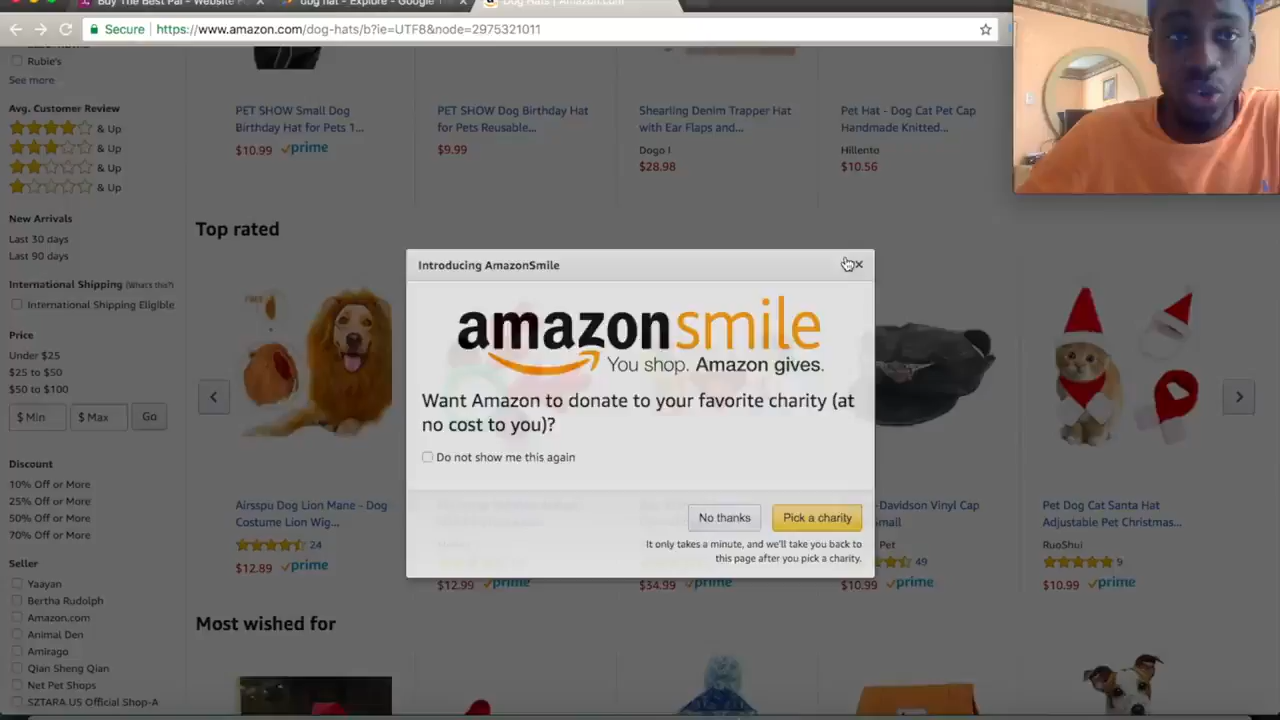 Buy The Best Pal - Website
dog hat - Explore - Google
Dog Hats | Amazon.com
Secure
https://www.amazon.com/dog-hats/b?ie=UTF8&node=2975321011
Rubie's
See more
Avg. Customer Review
& Up
& Up
& Up
& Up
New Arrivals
Last 30 days
Last 90 days
International Shipping (What's this?)
International Shipping Eligible
Price
Under $25
$25 to $50
$50 to $100
$ Min
$ Max
Go
Discount
10% Off or More
25% Off or More
50% Off or More
70% Off or More
Seller
Yaayan
Bertha Rudolph
Amazon.com
Animal Den
Amirago
Qian Sheng Qian
Net Pet Shops
SZTARA.US Official Shop-A
PET SHOW Small Dog
Birthday Hat for Pets 1...
$10.99 prime
PET SHOW Dog Birthday Hat
for Pets Reusable...
$9.99
Shearling Denim Trapper Hat
with Ear Flaps and...
Dogo I
$28.98
Pet Hat - Dog Cat Pet Cap
Handmade Knitted...
Hillento
$10.56
Top rated
Airsspu Dog Lion Mane - Dog
Costume Lion Wig...
24
$12.89 prime
$12.99 prime
$34.99 prime
-Davidson Vinyl Cap
mall
Pet
49
$10.99 prime
Pet Dog Cat Santa Hat
Adjustable Pet Christmas...
RuoShui
9
$10.99 prime
Introducing AmazonSmile
amazonsmile
You shop. Amazon gives.
Want Amazon to donate to your favorite charity (at
no cost to you)?
Do not show me this again
No thanks
Pick a charity
It only takes a minute, and we'll take you back to
this page after you pick a charity.
Most wished for